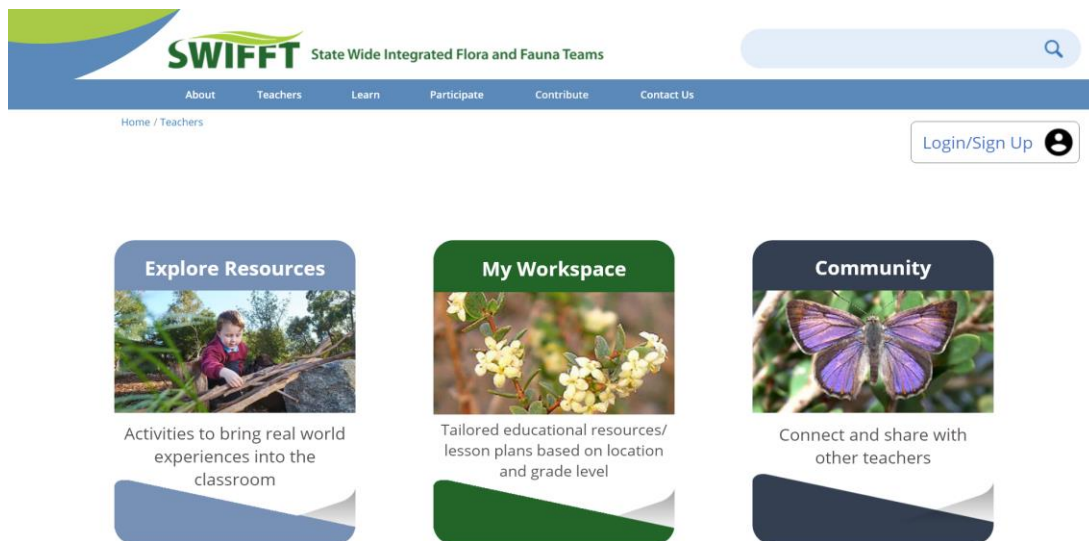 SWIFFT State Wide Integrated Flora and Fauna Teams
About Teachers Learn Participate Contribute Contact Us
Home / Teachers
Login/Sign Up
Explore Resources
Activities to bring real world
experiences into the
classroom
My Workspace
Tailored educational resources/
lesson plans based on location
and grade level
Community
Connect and share with
other teachers